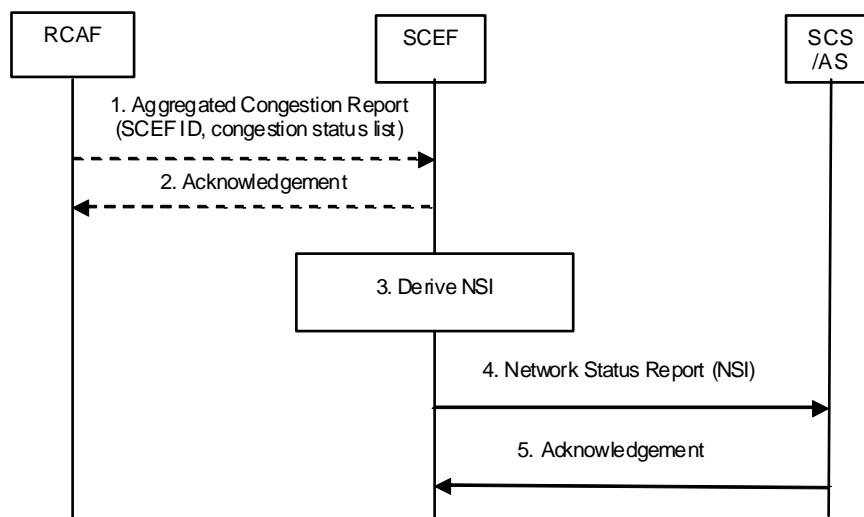 RCAF
SCEF
SCS
/AS
1. Aggregated Congestion Report
(SCEF ID, congestion status list)
2. Acknowledgement
3. Derive NSI
4. Network Status Report (NSI)
5. Acknowledgement